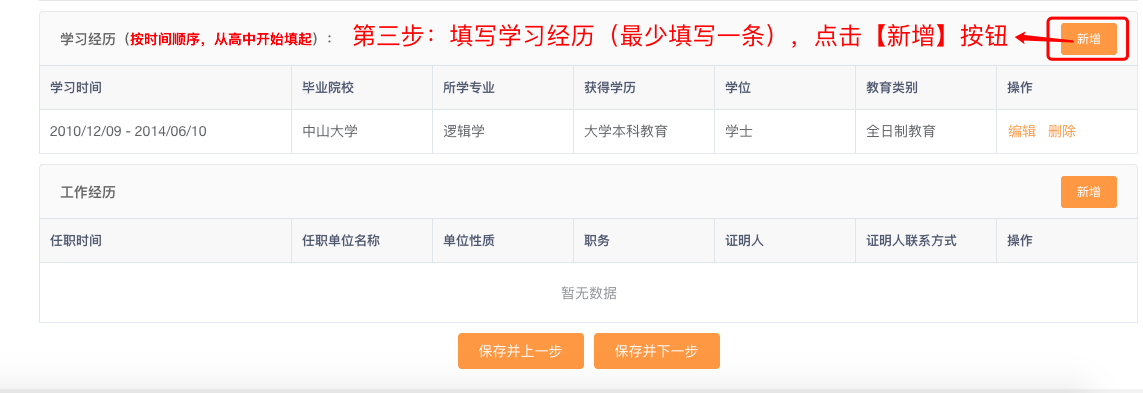 学习经历（按时间顺序，从高中开始填起）： 第三步：填写学习经历（最少填写一条），点击【新增】按钮 新增
学习时间 毕业院校 所学专业 获得学历 学位 教育类别 操作
2010/12/09 - 2014/06/10 中山大学 逻辑学 大学本科教育 学士 全日制教育 编辑 删除
工作经历 新增
任职时间 任职单位名称 单位性质 职务 证明人 证明人联系方式 操作
暂无数据
保存并上一步 保存并下一步